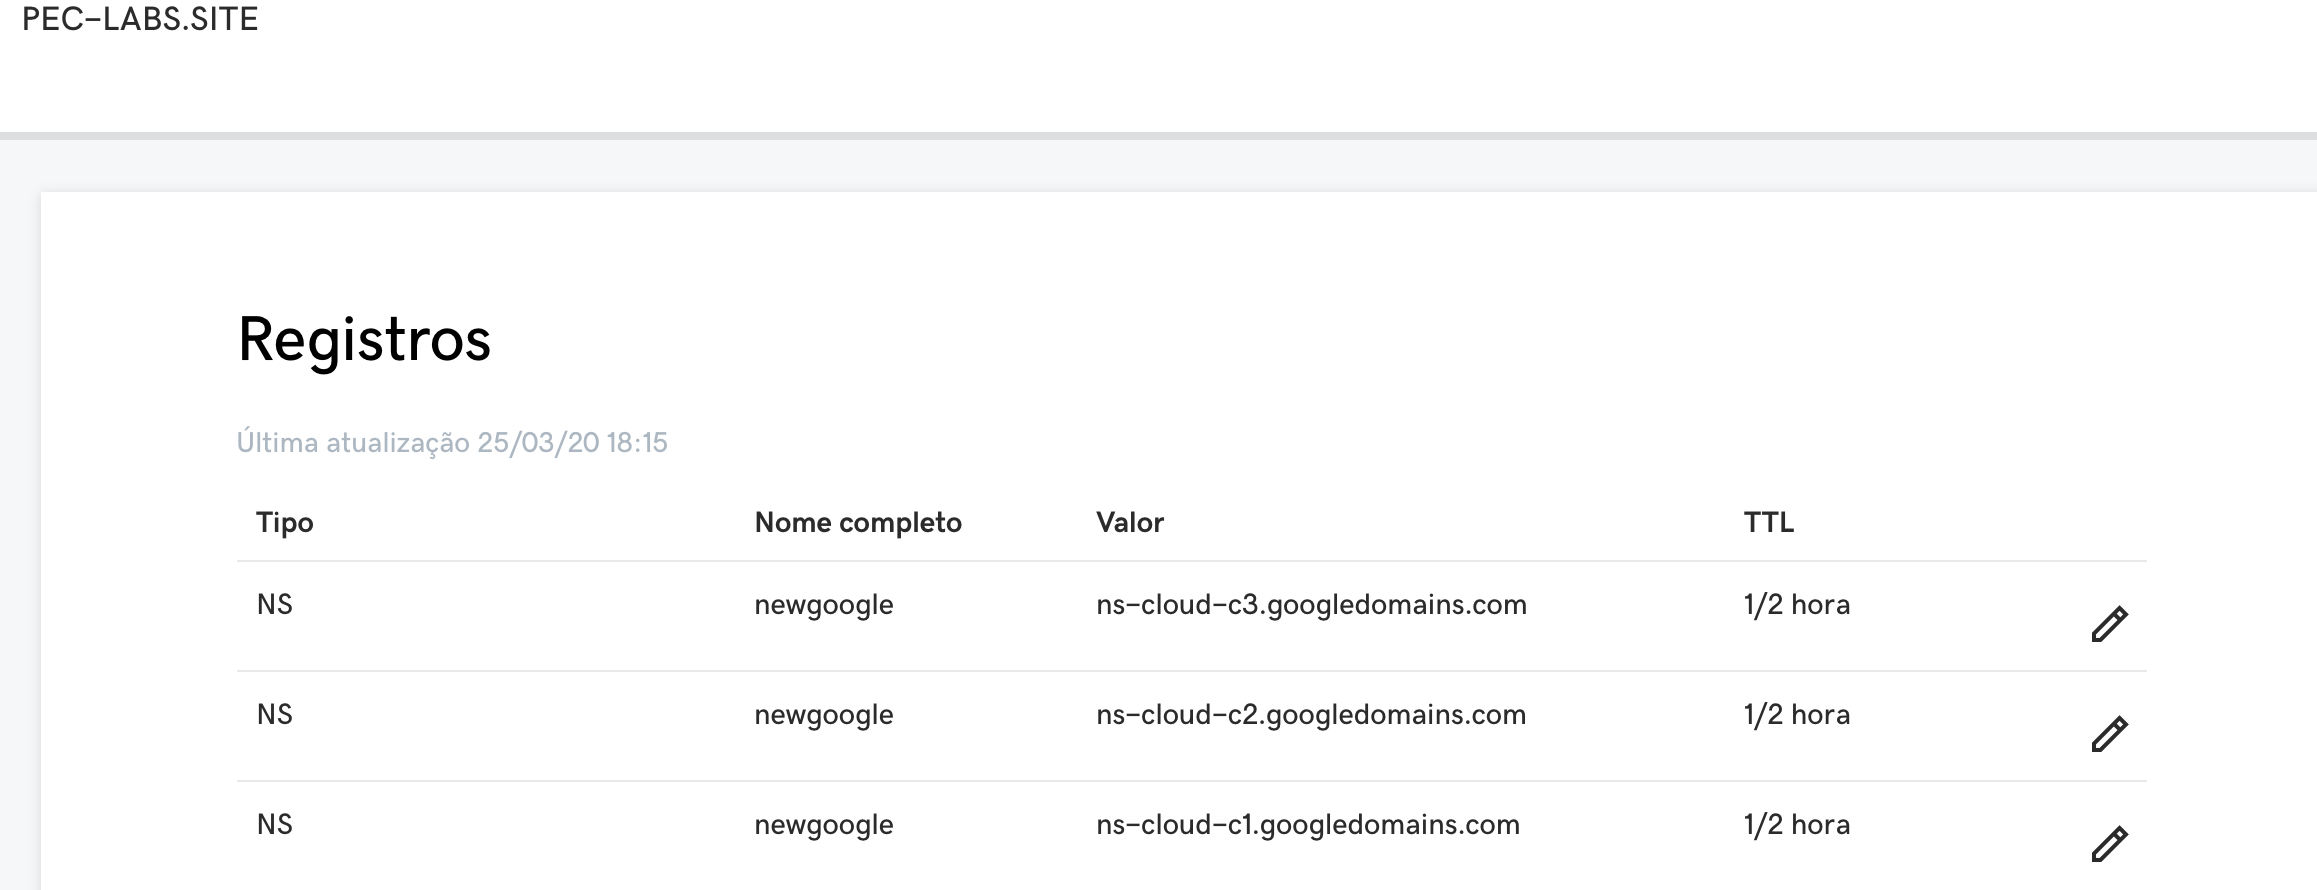 PEC-LABS.SITE
Registros
Última atualização 25/03/20 18:15
Tipo Nome completo Valor TTL
NS newgoogle ns-cloud-c3.googledomains.com 1/2 hora
NS newgoogle ns-cloud-c2.googledomains.com 1/2 hora
NS newgoogle ns-cloud-c1.googledomains.com 1/2 hora